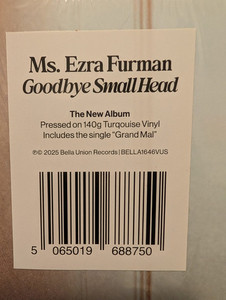 Ms. Ezra Furman
Goodbye Small Head
The New Album
Pressed on 140g Turqouise Vinyl
Includes the single “Grand Mal”
℗© 2025 Bella Union Records | BELLA1646VUS
5 065019 688750